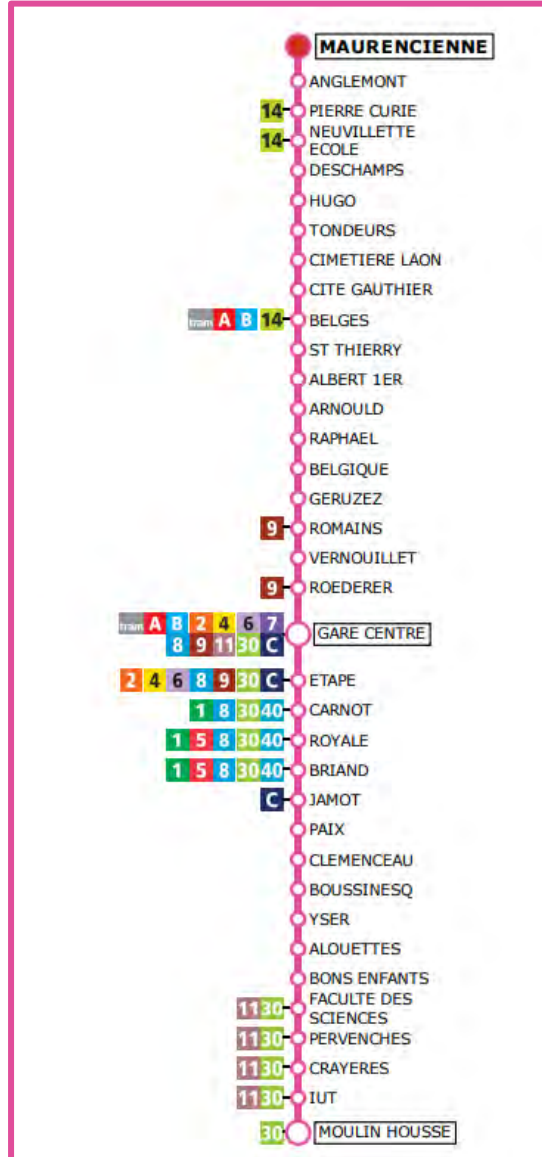 MAURENCIENNE
ANGLEMONT
14 PIERRE CURIE
14 NEUVILLETTE
ECOLE
DESCHAMPS
HUGO
TONDEURS
CIMETIERE LAON
CITE GAUTHIER
tram A B 14 BELGES
ST THIERRY
ALBERT 1ER
ARNOULD
RAPHAEL
BELGIQUE
GERUZEZ
9 ROMAINS
VERNOUILLET
9 ROEDERER
tram A B 2 4 6 7
8 9 11 30 C GARE CENTRE
2 4 6 8 9 30 C ETAPE
1 8 30 40 CARNOT
1 5 8 30 40 ROYALE
1 5 8 30 40 BRIAND
C JAMOT
PAIX
CLEMENCEAU
BOUSSINESQ
YSER
ALOUETTES
BONS ENFANTS
11 30 FACULTE DES
SCIENCES
11 30 PERVENCHES
11 30 CRAYERES
11 30 IUT
30 MOULIN HOUSSE